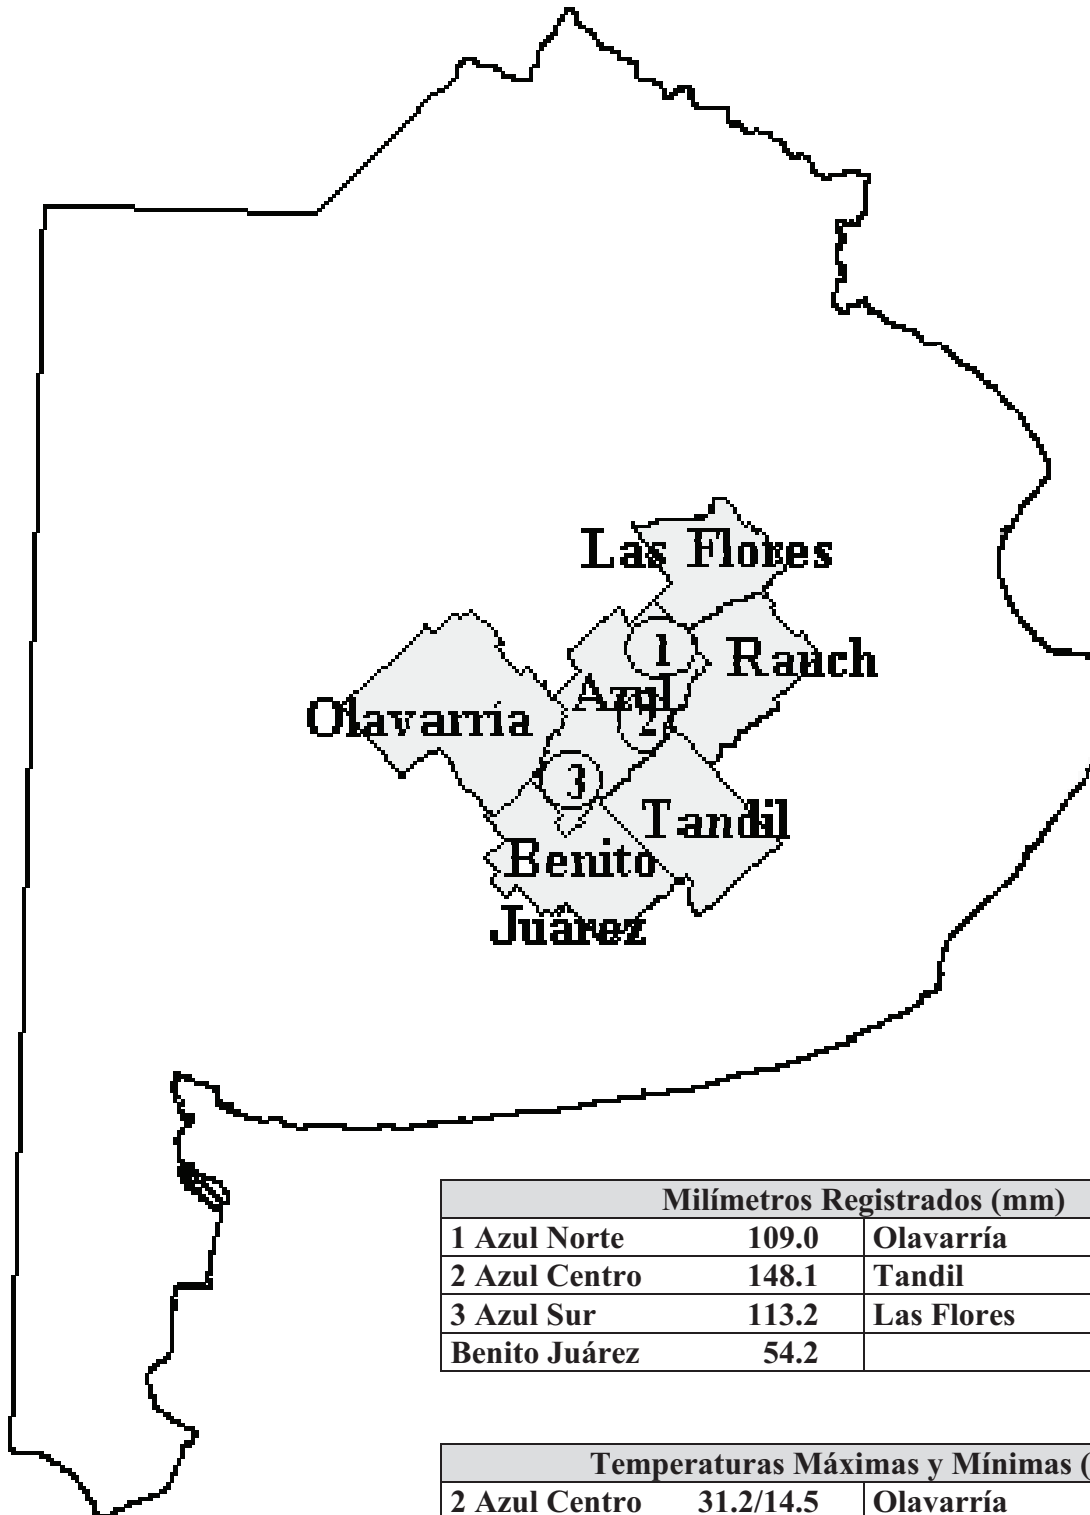 Las Flores
1
Rauch
Azul
Olavarría
2
3
Tandil
Benito
Juárez
Milímetros Registrados (mm)
1 Azul Norte 109.0 Olavarría
2 Azul Centro 148.1 Tandil
3 Azul Sur 113.2 Las Flores
Benito Juárez 54.2
Temperaturas Máximas y Mínimas (
2 Azul Centro 31.2/14.5 Olavarría